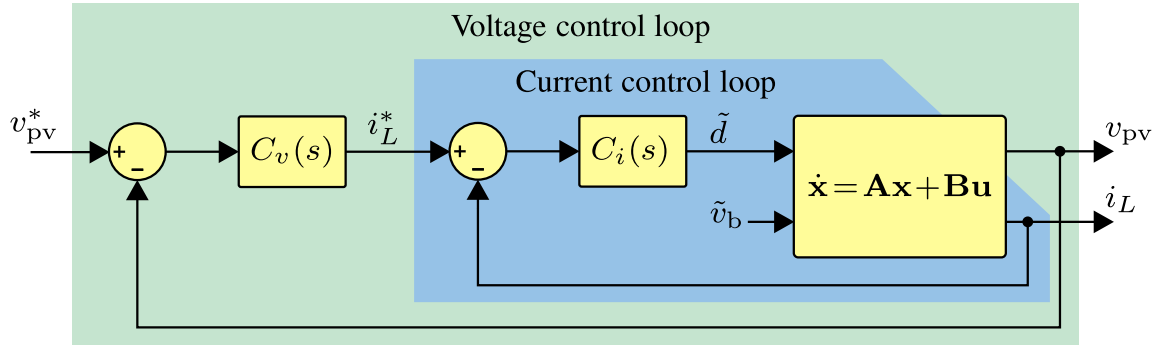 Voltage control loop
Current control loop
v*pv
+
−
Cv(s)
i*L
+
−
Ci(s)
d̃
ṽb
ẋ=Ax+Bu
vpv
iL